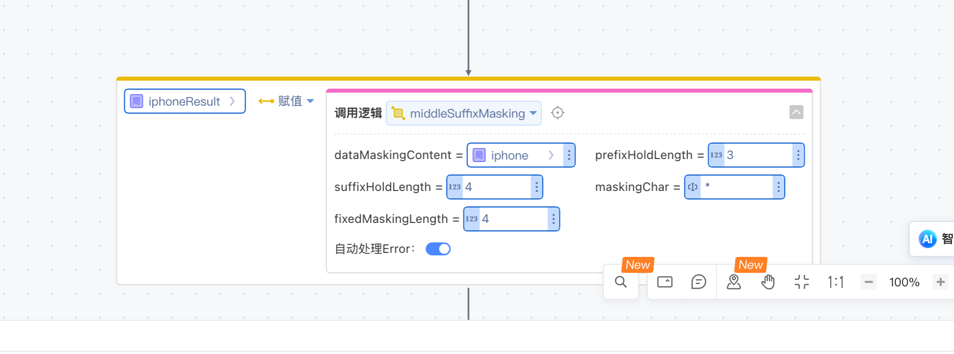 局 iphoneResult 赋值
调用逻辑 middleSuffixMasking
dataMaskingContent = 局 iphone prefixHoldLength = 123 3
suffixHoldLength = 123 4 maskingChar = *
fixedMaskingLength = 123 4
自动处理Error:
AI 智
New New
1:1 100%